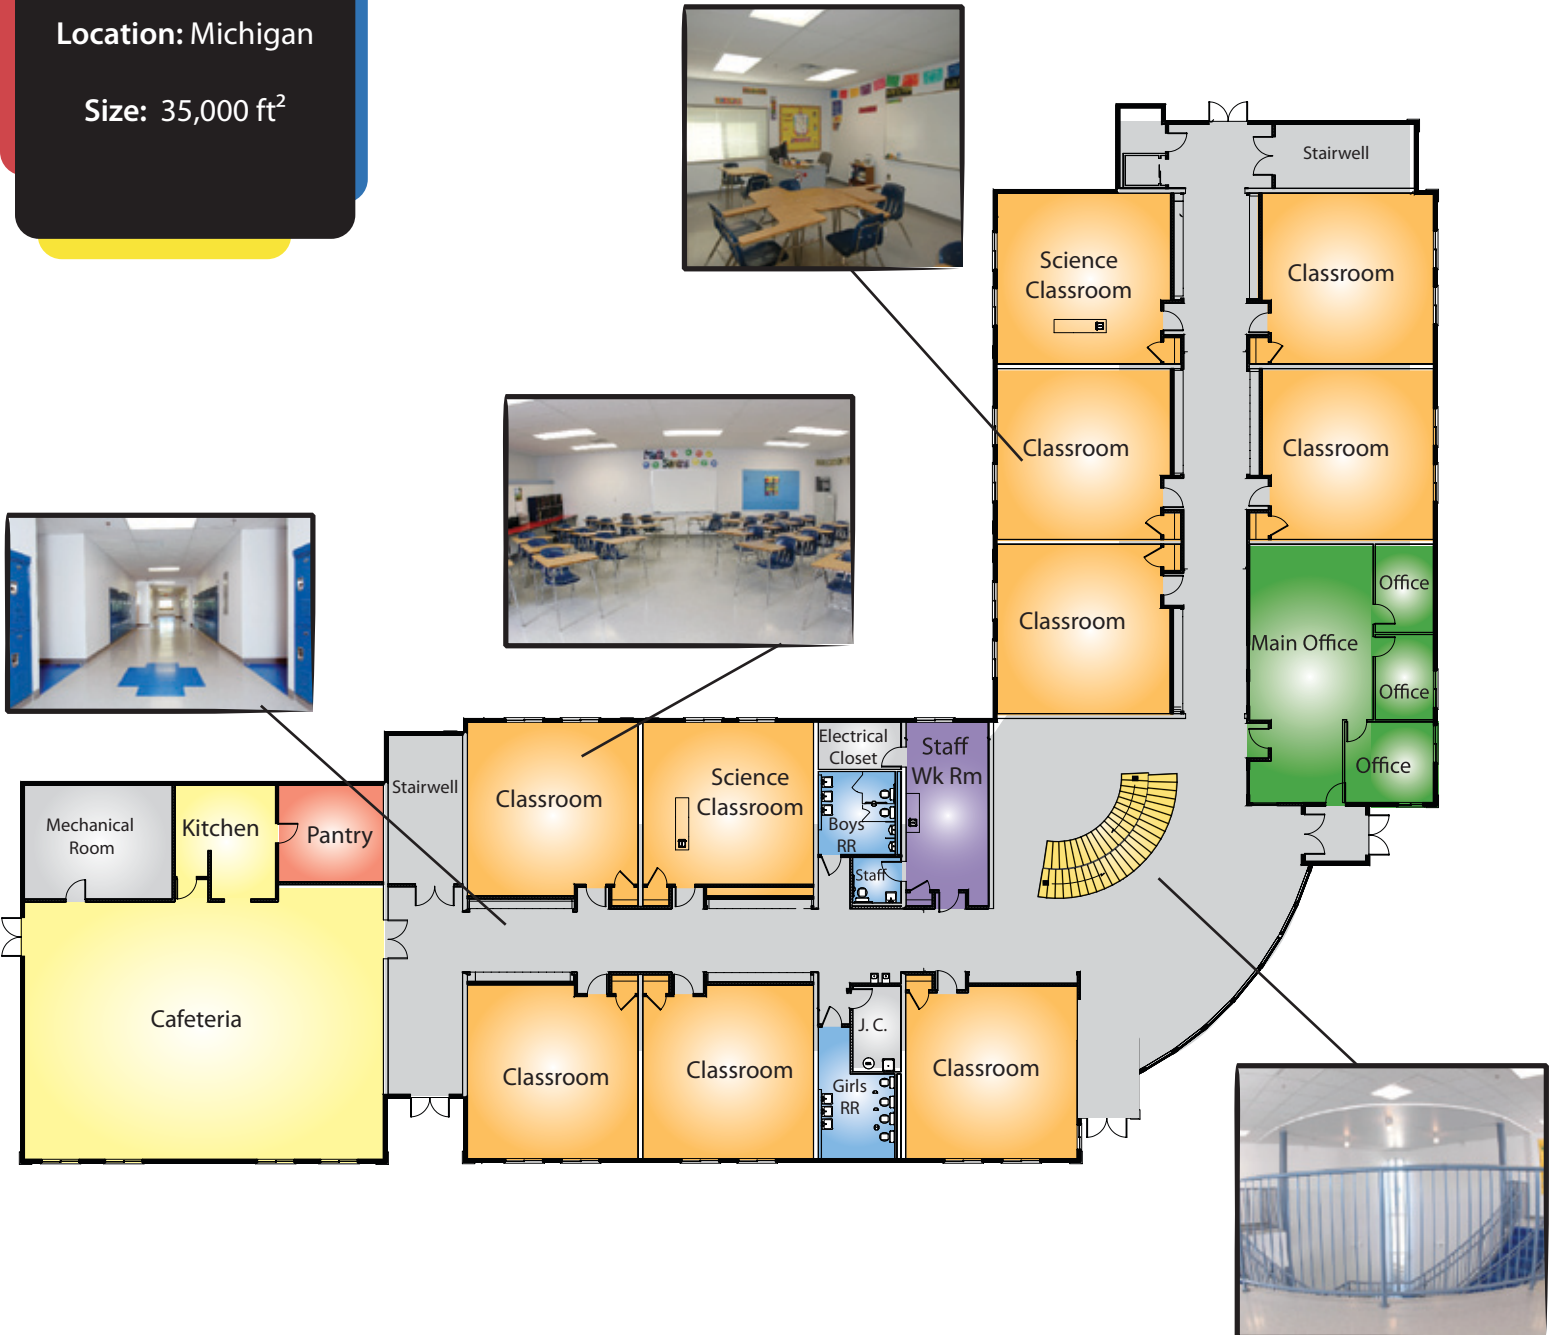 Location: Michigan
Size: 35,000 ft²
Stairwell
Science
Classroom
Classroom
Classroom
Classroom
Classroom
Office
Main Office
Office
Office
Electrical
Closet
Staff
Wk Rm
Stairwell
Classroom
Science
Classroom
Boys
RR
Staff
Mechanical
Room
Kitchen
Pantry
Cafeteria
Classroom
Classroom
J. C.
Girls
RR
Classroom